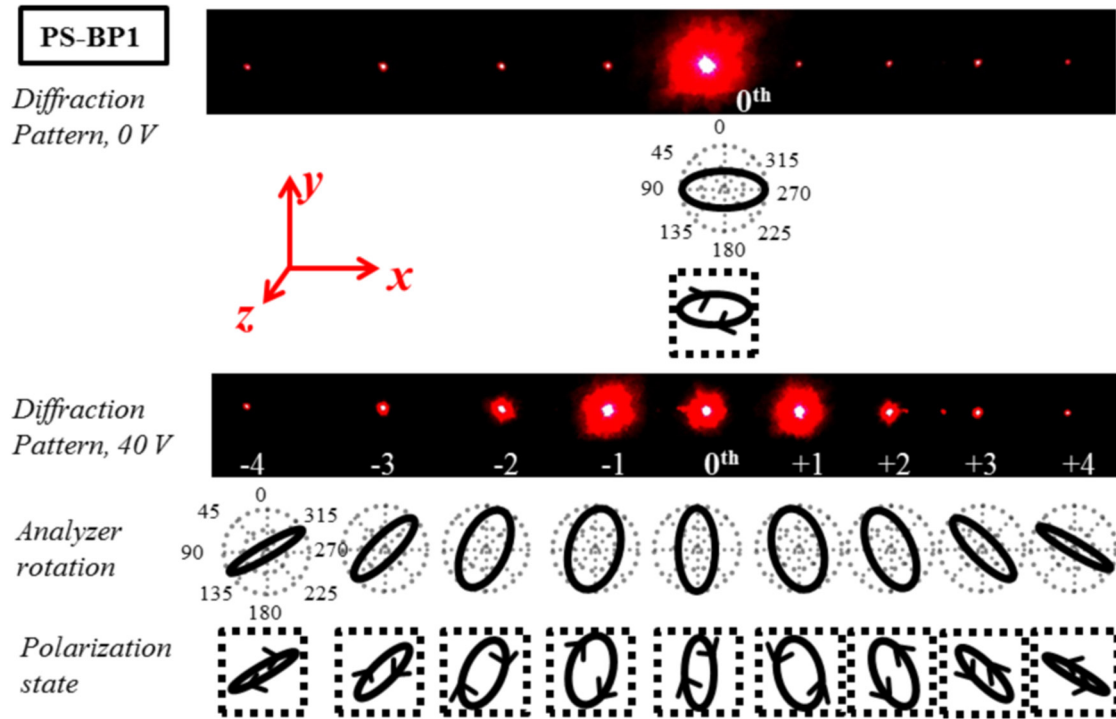 PS-BP1
Diffraction
Pattern, 0 V
0th
0
45
315
90
270
135
225
180
y
x
z
Diffraction
Pattern, 40 V
-4 -3 -2 -1 0th +1 +2 +3 +4
Analyzer
rotation
0
45
315
90
270
135
225
180
Polarization
state